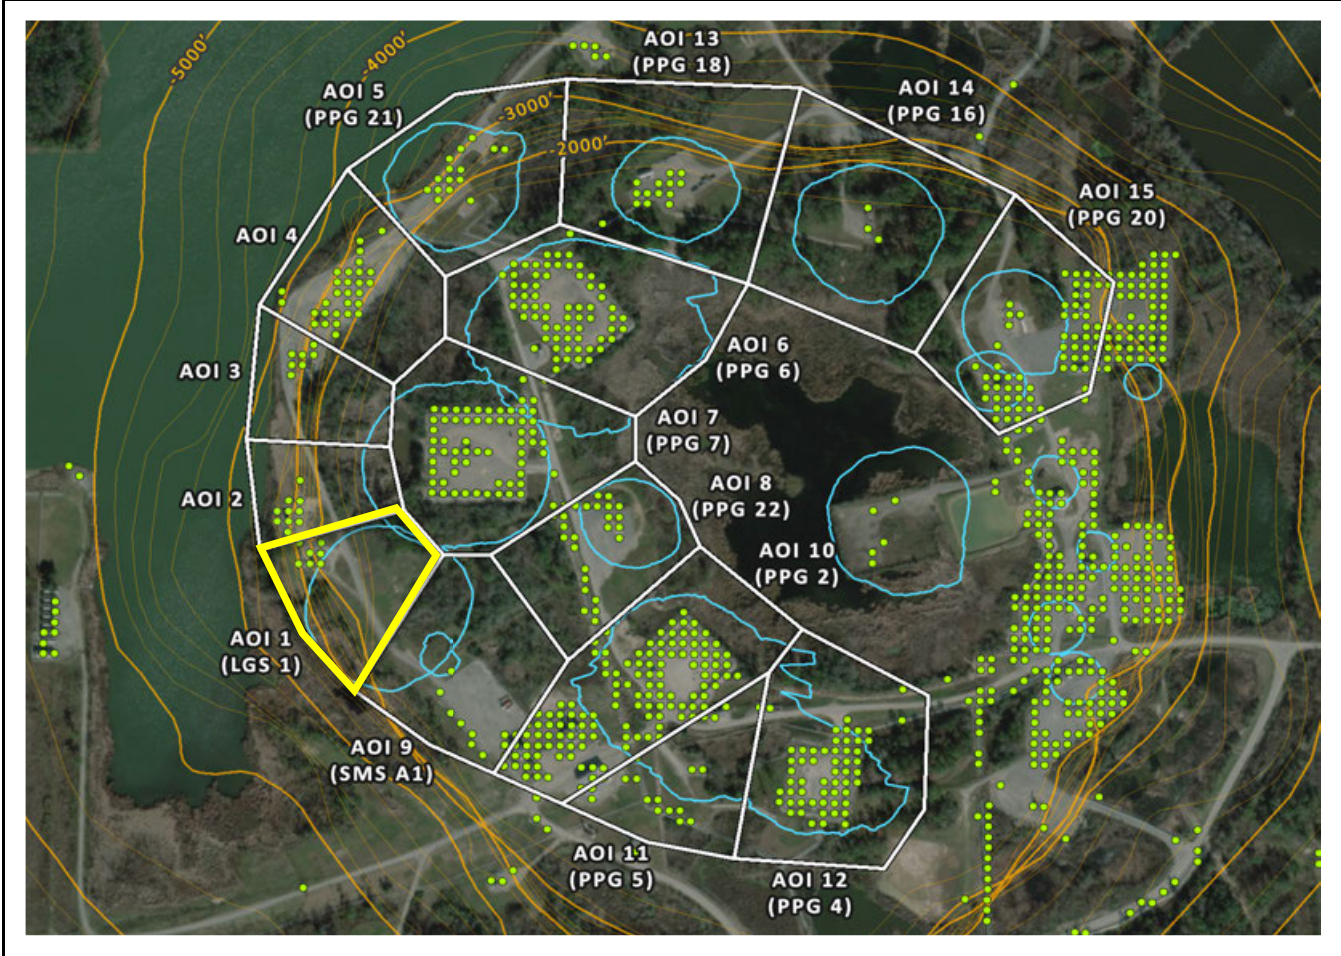 -5000'
-4000'
AOI 13
(PPG 18)
AOI 5
(PPG 21)
AOI 14
(PPG 16)
-3000'
-2000'
AOI 15
(PPG 20)
AOI 4
AOI 3
AOI 6
(PPG 6)
AOI 7
(PPG 7)
AOI 2
AOI 8
(PPG 22)
AOI 10
(PPG 2)
AOI 1
(LGS 1)
AOI 9
(SMS A1)
AOI 11
(PPG 5)
AOI 12
(PPG 4)